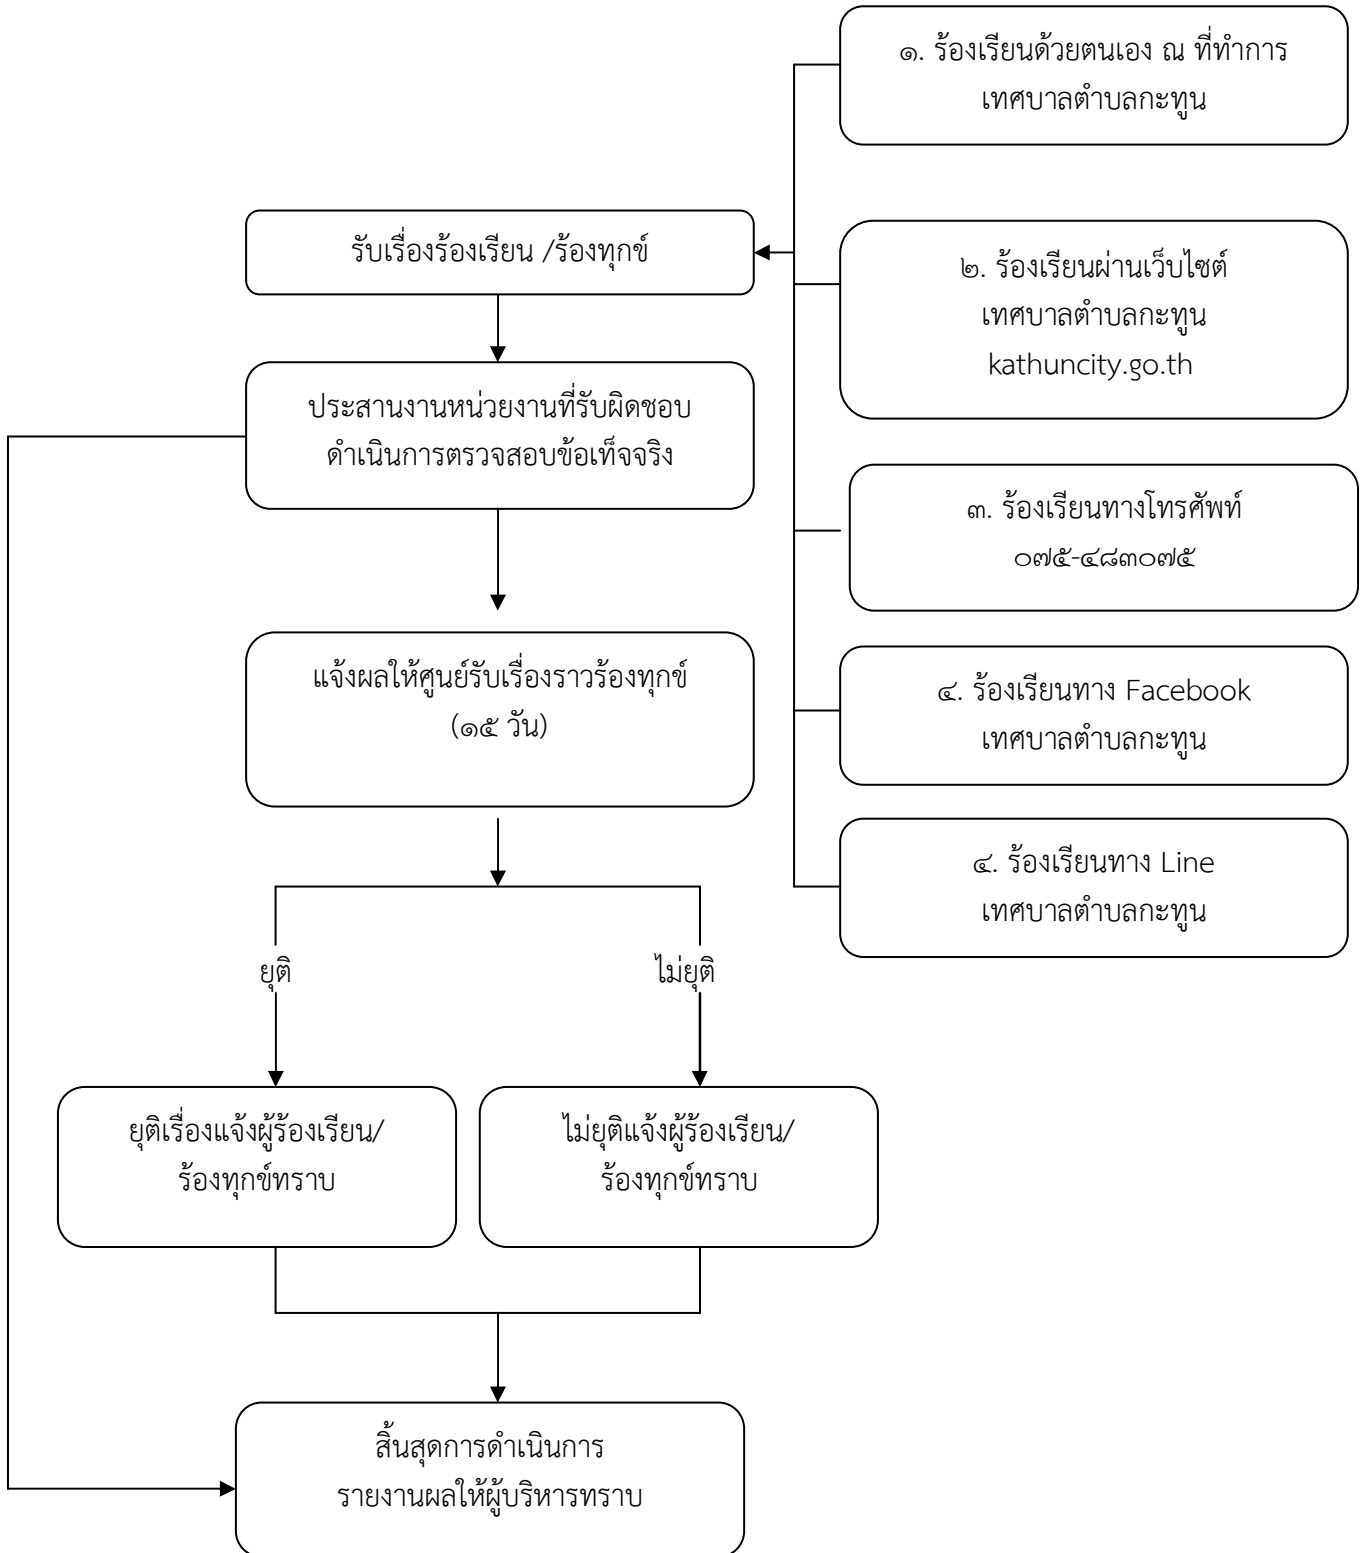 ๑. ร้องเรียนด้วยตนเอง ณ ที่ทำการ
เทศบาลตำบลกะทูน
รับเรื่องร้องเรียน /ร้องทุกข์
๒. ร้องเรียนผ่านเว็บไซต์
เทศบาลตำบลกะทูน
kathuncity.go.th
ประสานงานหน่วยงานที่รับผิดชอบ
ดำเนินการตรวจสอบข้อเท็จจริง
๓. ร้องเรียนทางโทรศัพท์
๐๗๕-๔๘๓๐๗๕
แจ้งผลให้ศูนย์รับเรื่องราวร้องทุกข์
(๑๕ วัน)
๔. ร้องเรียนทาง Facebook
เทศบาลตำบลกะทูน
๔. ร้องเรียนทาง Line
เทศบาลตำบลกะทูน
ยุติ
ไม่ยุติ
ยุติเรื่องแจ้งผู้ร้องเรียน/
ร้องทุกข์ทราบ
ไม่ยุติแจ้งผู้ร้องเรียน/
ร้องทุกข์ทราบ
สิ้นสุดการดำเนินการ
รายงานผลให้ผู้บริหารทราบ